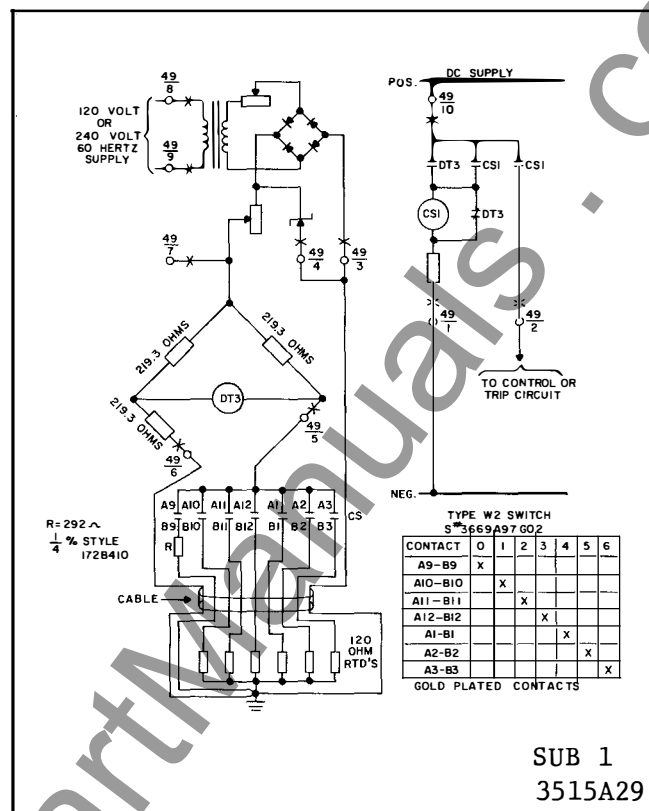 DC SUPPLY
POS.
49
8
49
10
120 VOLT
OR
240 VOLT
60 HERTZ
SUPPLY
49
9
DT3
CS1
CS1
CS1
DT3
49
7
49
4
49
3
49
1
49
2
219.3 OHMS
219.3 OHMS
DT3
TO CONTROL OR
TRIP CIRCUIT
219.3 OHMS
49
5
49
6
NEG.
A9 A10 A11 A12 A1 A2 A3
CS
B9 B10 B11 B12 B1 B2 B3
R=292 ~
1/4 % STYLE
172B410
R
CABLE
120
OHM
RTD'S
TYPE W2 SWITCH
S#3669A97G02
CONTACT 0 1 2 3 4 5 6
A9-B9 X
A10-B10 X
A11-B11 X
A12-B12 X
A1-B1 X
A2-B2 X
A3-B3 X
GOLD PLATED CONTACTS
SUB 1
3515A29
artManuals.co